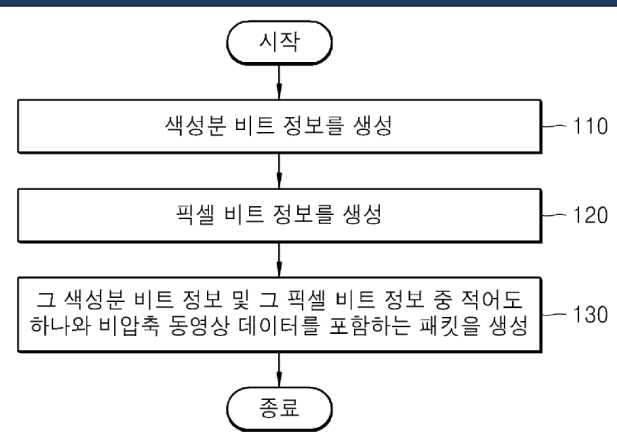 시작
색성분 비트 정보를 생성
110
픽셀 비트 정보를 생성
120
그 색성분 비트 정보 및 그 픽셀 비트 정보 중 적어도
하나와 비압축 동영상 데이터를 포함하는 패킷을 생성
130
종료